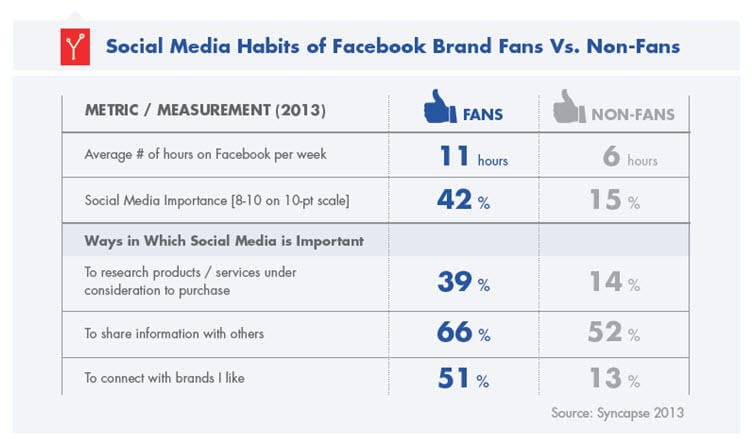 Social Media Habits of Facebook Brand Fans Vs. Non-Fans
METRIC / MEASUREMENT (2013) FANS NON-FANS
Average # of hours on Facebook per week 11 hours 6 hours
Social Media Importance [8-10 on 10-pt scale] 42 % 15 %
Ways in Which Social Media is Important
To research products / services under
consideration to purchase 39 % 14 %
To share information with others 66 % 52 %
To connect with brands I like 51 % 13 %
Source: Syncapse 2013